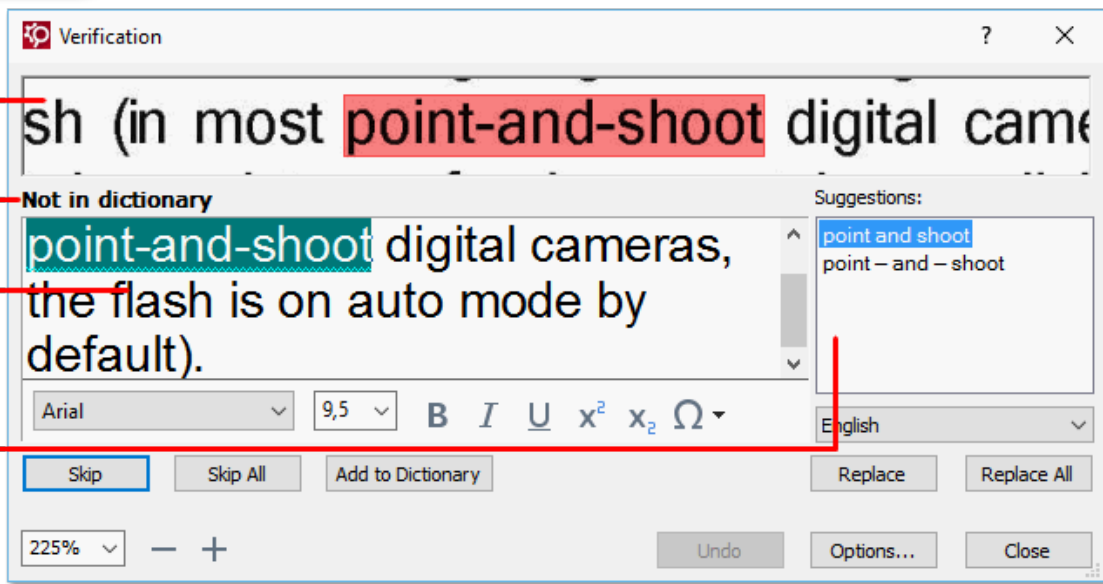 Verification
?
sh (in most point-and-shoot digital came
Not in dictionary
Suggestions:
point-and-shoot digital cameras,
the flash is on auto mode by
default).
point and shoot
point – and – shoot
Arial
9,5
B I U x² x₂ Ω
English
Skip Skip All Add to Dictionary Replace Replace All
225% Undo Options... Close